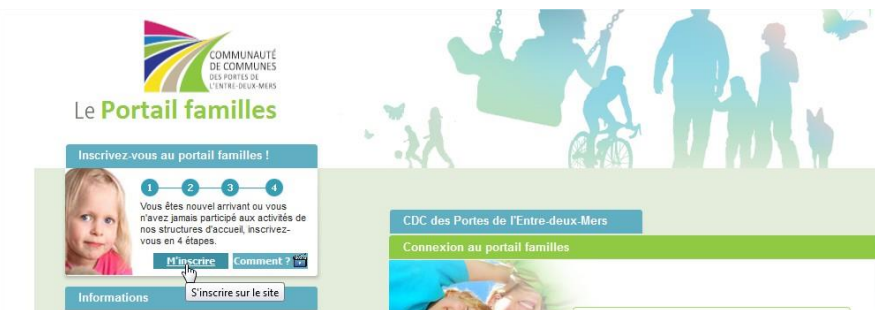 COMMUNAUTÉ
DE COMMUNES
DES PORTES DE
L'ENTRE-DEUX-MERS
Le Portail familles
Inscrivez-vous au portail familles !
1 2 3 4
Vous êtes nouvel arrivant ou vous
n'avez jamais participé aux activités de
nos structures d'accueil, inscrivez-
vous en 4 étapes.
M'inscrire Comment ?
S'inscrire sur le site
Informations
CDC des Portes de l'Entre-deux-Mers
Connexion au portail familles